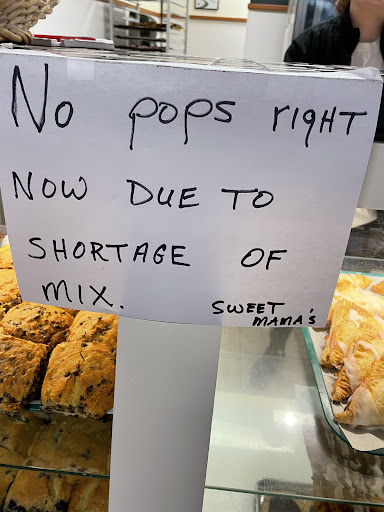 No pops right
NOW DUE TO
SHORTAGE OF
MIX. SWEET
MAMA'S